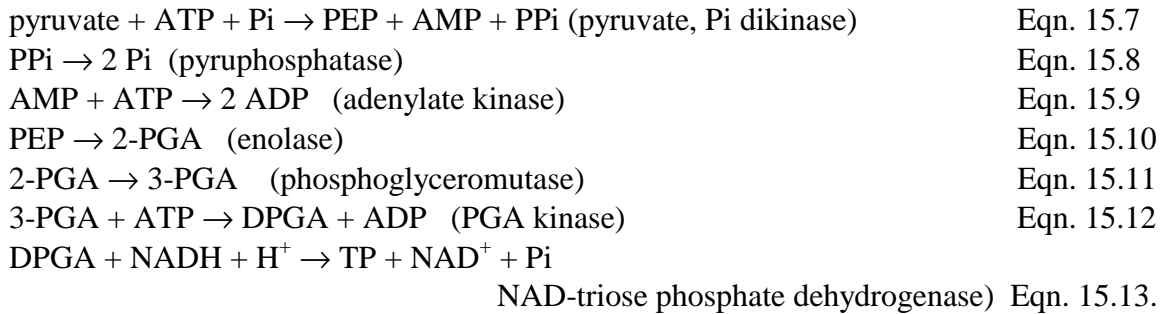 pyruvate + ATP + Pi → PEP + AMP + PPi (pyruvate, Pi dikinase) Eqn. 15.7
PPi → 2 Pi (pyruphosphatase) Eqn. 15.8
AMP + ATP → 2 ADP (adenylate kinase) Eqn. 15.9
PEP → 2-PGA (enolase) Eqn. 15.10
2-PGA → 3-PGA (phosphoglyceromutase) Eqn. 15.11
3-PGA + ATP → DPGA + ADP (PGA kinase) Eqn. 15.12
DPGA + NADH + H⁺ → TP + NAD⁺ + Pi
NAD-triose phosphate dehydrogenase) Eqn. 15.13.